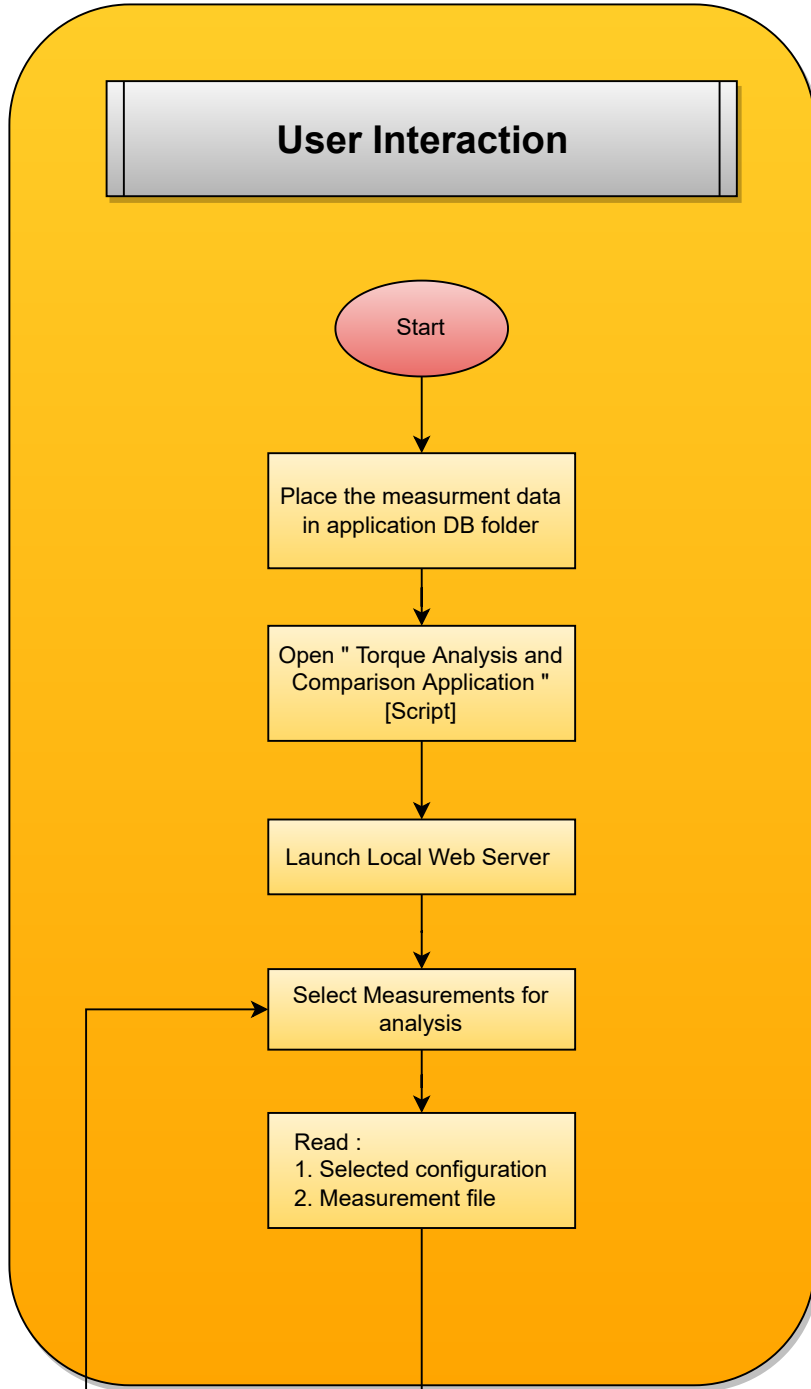 User Interaction
Start
Place the measurment data
in application DB folder
Open " Torque Analysis and
Comparison Application "
[Script]
Launch Local Web Server
Select Measurements for
analysis
Read :
1. Selected configuration
2. Measurement file